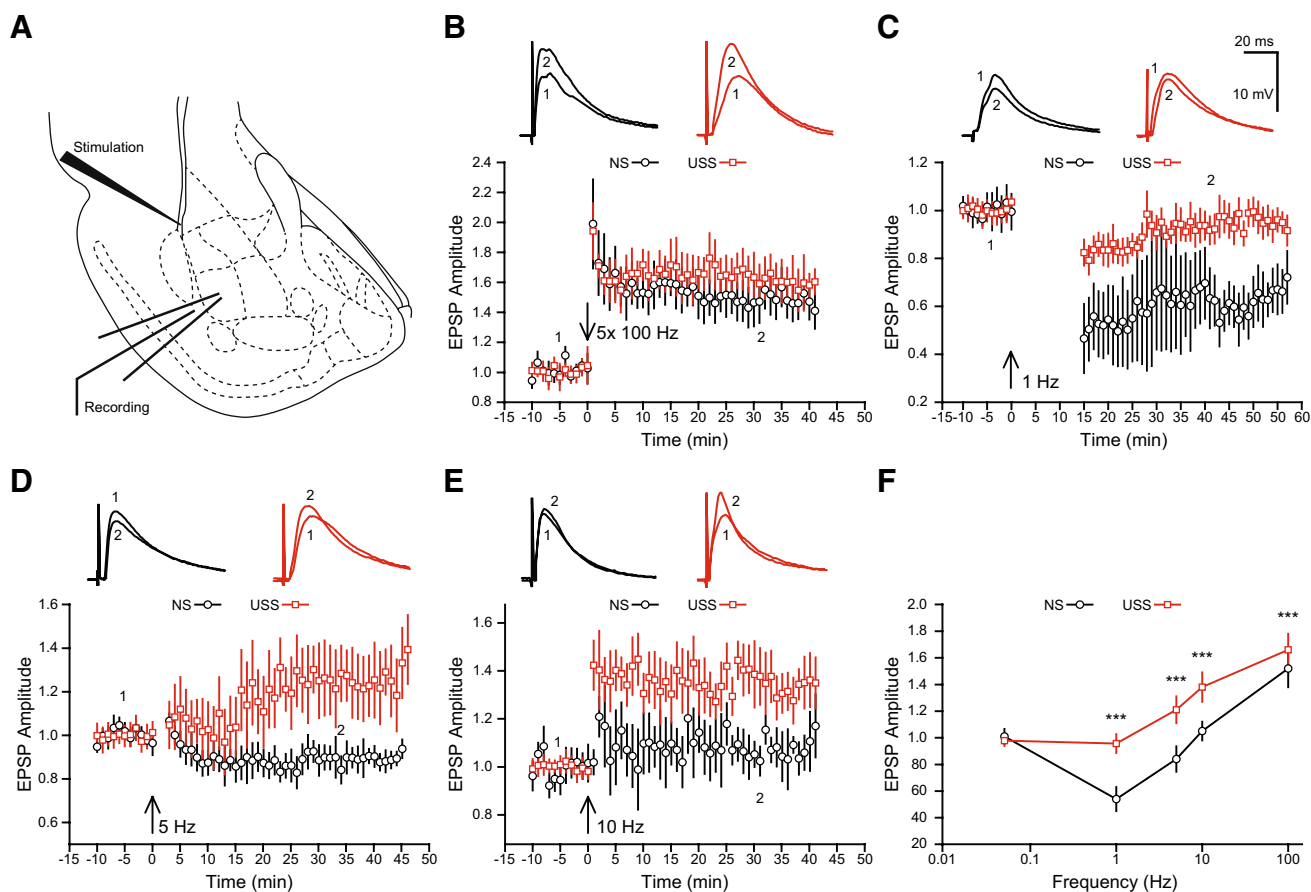 A
Stimulation
Recording
B
2
1
2
1
NS USS
2.4
2.2
2.0
1.8
1.6
1.4
1.2
1.0
0.8
EPSP Amplitude
1
5x 100 Hz
2
-15 -10 -5 0 5 10 15 20 25 30 35 40 45 50
Time (min)
C
1
2
1
2
20 ms
10 mV
NS USS
1.2
1.0
0.8
0.6
0.4
0.2
EPSP Amplitude
1
2
1 Hz
-15 -10 -5 0 5 10 15 20 25 30 35 40 45 50 55 60
Time (min)
D
1
2
2
1
NS USS
1.6
1.4
1.2
1.0
0.8
0.6
0.5
EPSP Amplitude
1
2
5 Hz
-15 -10 -5 0 5 10 15 20 25 30 35 40 45 50
Time (min)
E
2
1
2
1
NS USS
1.6
1.4
1.2
1.0
0.8
EPSP Amplitude
1
2
10 Hz
-15 -10 -5 0 5 10 15 20 25 30 35 40 45 50
Time (min)
F
NS USS
2.0
1.8
1.6
1.4
1.2
100
80
60
80
20
EPSP Amplitude
***
***
***
***
0.01 0.1 1 10 100
Frequency (Hz)